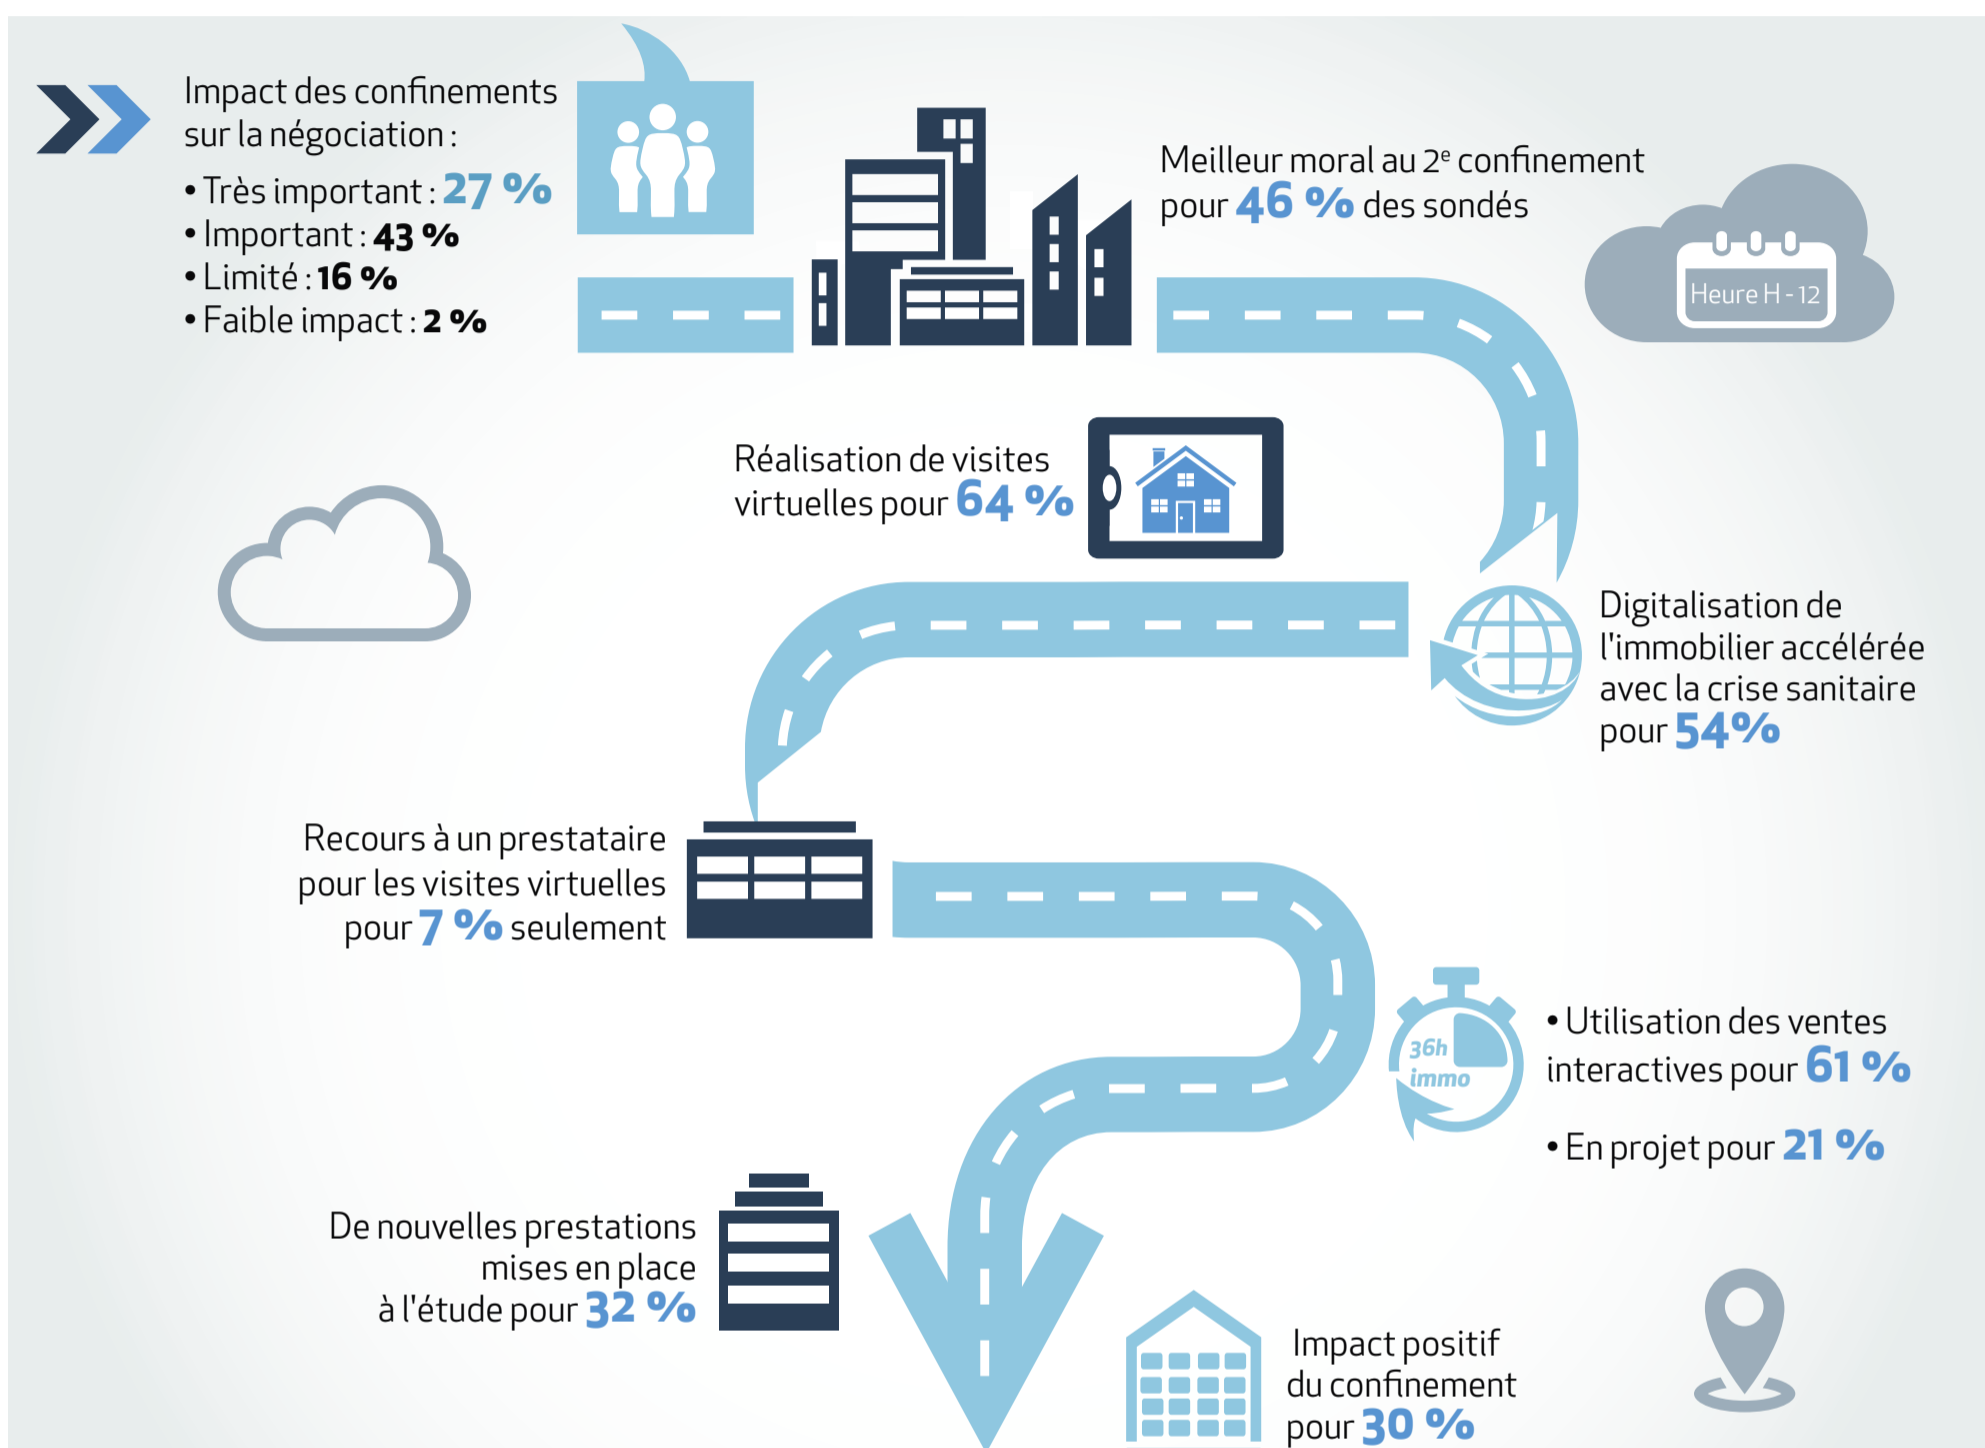 Impact des confinements
sur la négociation :
• Très important : 27 %
• Important : 43 %
• Limité : 16 %
• Faible impact : 2 %
Meilleur moral au 2e confinement
pour 46 % des sondés
Heure H - 12
Réalisation de visites
virtuelles pour 64 %
Digitalisation de
l'immobilier accélérée
avec la crise sanitaire
pour 54%
Recours à un prestataire
pour les visites virtuelles
pour 7 % seulement
36h
immo
• Utilisation des ventes
interactives pour 61 %
• En projet pour 21 %
De nouvelles prestations
mises en place
à l'étude pour 32 %
Impact positif
du confinement
pour 30 %